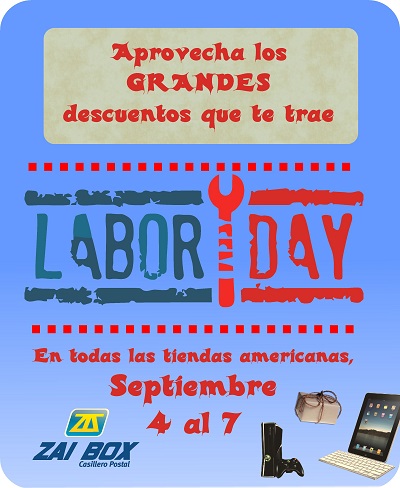 Aprovecha los
GRANDES
descuentos que te trae
LABOR DAY
En todas las tiendas americanas,
Septiembre
4 al 7
ZAI BOX
Casillero Postal